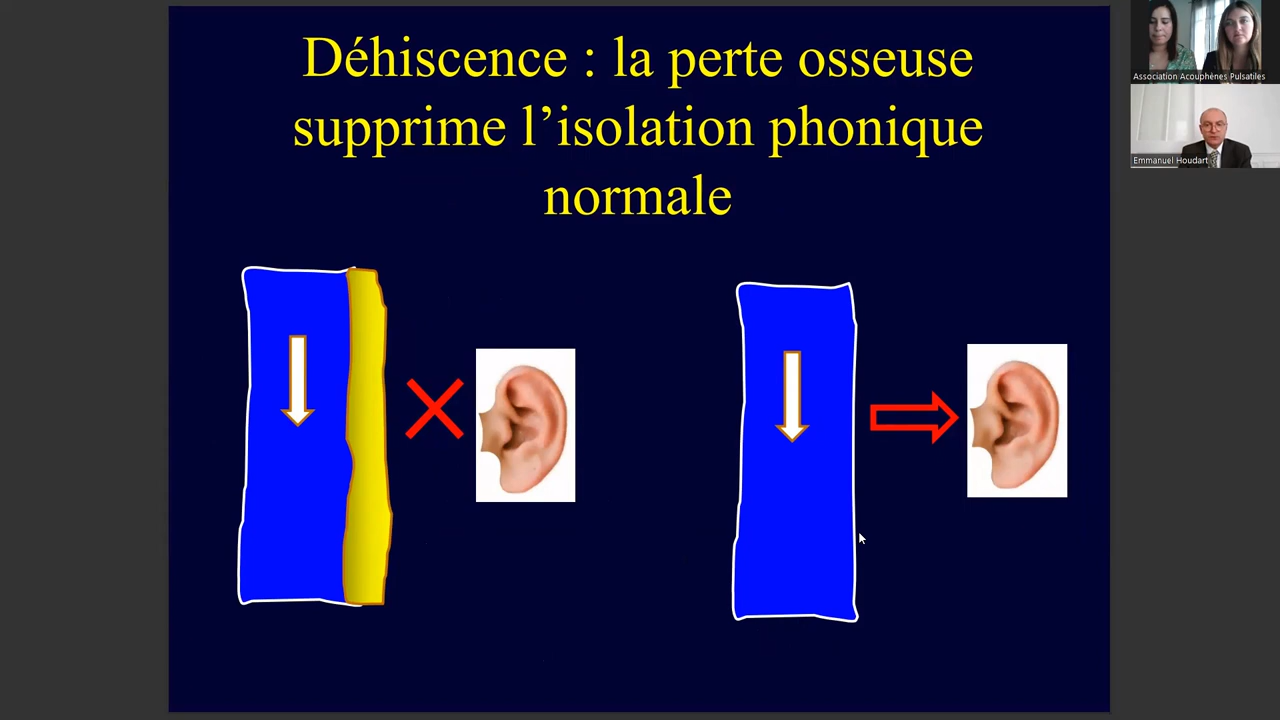 Déhiscence : la perte osseuse
supprime l’isolation phonique
normale
Association Acouphènes Pulsatiles
Emmanuel Houdart